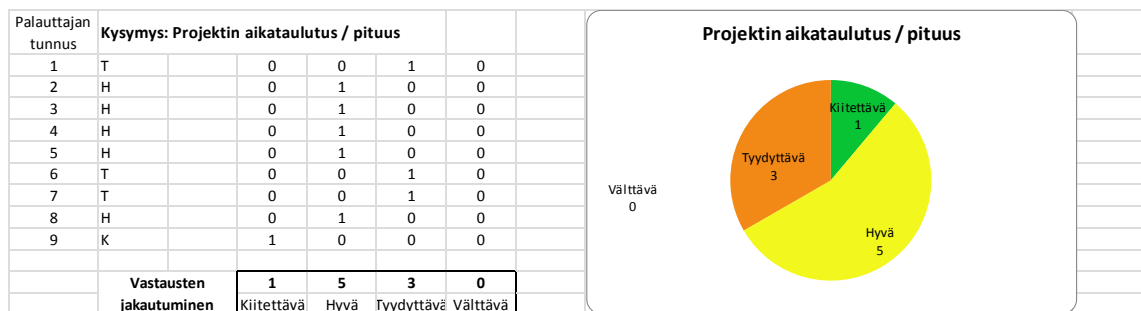 Palauttajan tunnus Kysymys: Projektin aikataulutus / pituus
1 T 0 0 1 0
2 H 0 1 0 0
3 H 0 1 0 0
4 H 0 1 0 0
5 H 0 1 0 0
6 T 0 0 1 0
7 T 0 0 1 0
8 H 0 1 0 0
9 K 1 0 0 0
Vastausten 1 5 3 0
jakautuminen Kiitettävä Hyvä Tyydyttävä Välttävä
Projektin aikataulutus / pituus
Kiitettävä
1
Tyydyttävä
3
Välttävä
0
Hyvä
5